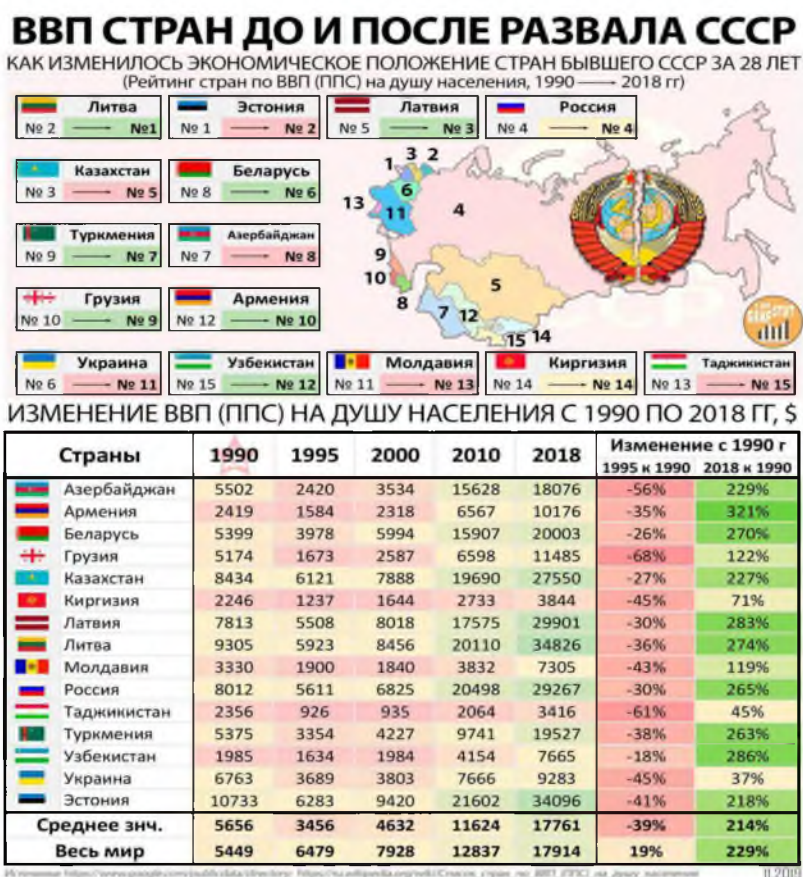 ВВП СТРАН ДО И ПОСЛЕ РАЗВАЛА СССР
КАК ИЗМЕНИЛОСЬ ЭКОНОМИЧЕСКОЕ ПОЛОЖЕНИЕ СТРАН БЫВШЕГО СССР ЗА 28 ЛЕТ
(Рейтинг стран по ВВП (ППС) на душу населения, 1990 —— 2018 гг)
Литва
№ 2 № 1
Эстония
№ 1 № 2
Латвия
№ 5 № 3
Россия
№ 4 № 4
Казахстан
№ 3 № 5
Беларусь
№ 8 № 6
Туркмения
№ 9 № 7
Азербайджан
№ 7 № 8
Грузия
№ 10 № 9
Армения
№ 12 № 10
Украина
№ 6 № 11
Узбекистан
№ 15 № 12
Молдавия
№ 11 № 13
Киргизия
№ 14 № 14
Таджикистан
№ 13 № 15
1 3 2
6
13 11 4
9
10 5
8 7 12
15 14
ИЗМЕНЕНИЕ ВВП (ППС) НА ДУШУ НАСЕЛЕНИЯ С 1990 ПО 2018 ГГ, $
Страны 1990 1995 2000 2010 2018 Изменение с 1990 г
1995 к 1990 2018 к 1990
Азербайджан 5502 2420 3534 15628 18076 -56% 229%
Армения 2419 1584 2318 6567 10176 -35% 321%
Беларусь 5399 3978 5994 15907 20003 -26% 270%
Грузия 5174 1673 2587 6598 11485 -68% 122%
Казахстан 8434 6121 7888 19690 27550 -27% 227%
Киргизия 2246 1237 1644 2733 3844 -45% 71%
Латвия 7813 5508 8018 17575 29901 -30% 283%
Литва 9305 5923 8456 20110 34826 -36% 274%
Молдавия 3330 1900 1840 3832 7305 -43% 119%
Россия 8012 5611 6825 20498 29267 -30% 265%
Таджикистан 2356 926 935 2064 3416 -61% 45%
Туркмения 5375 3354 4227 9741 19527 -38% 263%
Узбекистан 1985 1634 1984 4154 7665 -18% 286%
Украина 6763 3689 3803 7666 9283 -45% 37%
Эстония 10733 6283 9420 21602 34096 -41% 218%
Среднее знч. 5656 3456 4632 11624 17761 -39% 214%
Весь мир 5449 6479 7928 12837 17914 19% 229%
11.2019